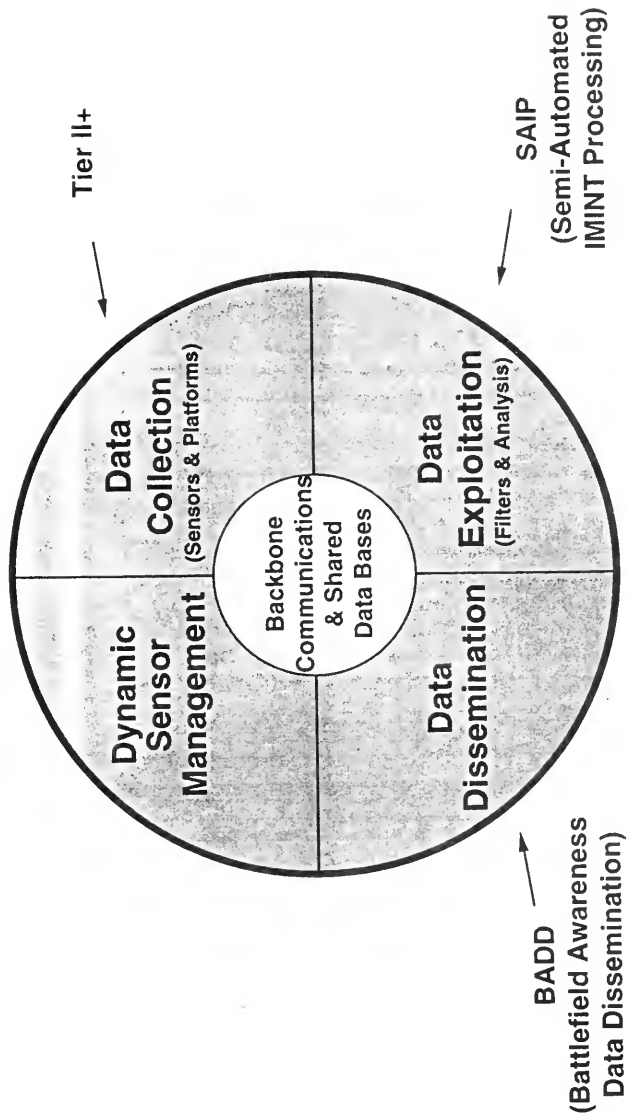 Tier II+
Dynamic
Sensor
Management
Data
Collection
(Sensors & Platforms)
Backbone
Communications
& Shared
Data Bases
Data
Dissemination
Data
Exploitation
(Filters & Analysis)
BADD
(Battlefield Awareness
Data Dissemination)
SAIP
(Semi-Automated
IMINT Processing)